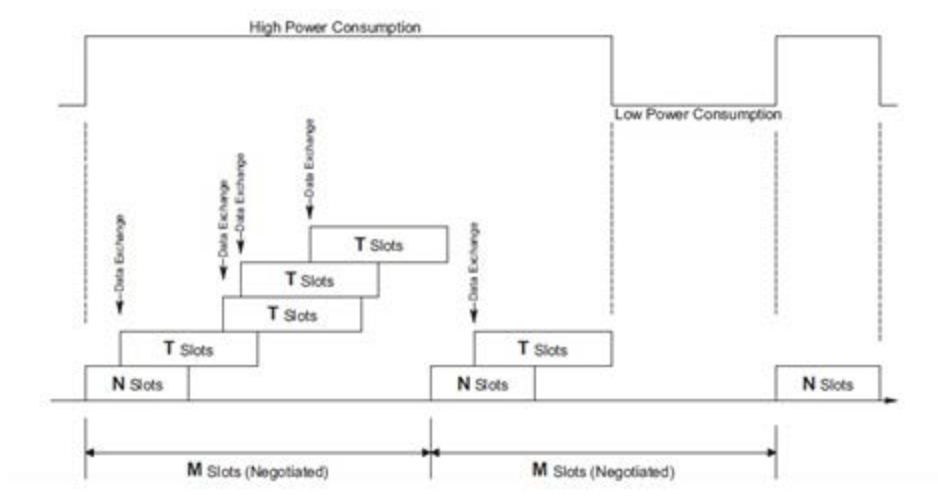 High Power Consumption
Low Power Consumption
Data Exchange
Data Exchange
Data Exchange
Data Exchange
Data Exchange
T Slots
T Slots
T Slots
T Slots
T Slots
N Slots
N Slots
N Slots
M Slots (Negotiated)
M Slots (Negotiated)